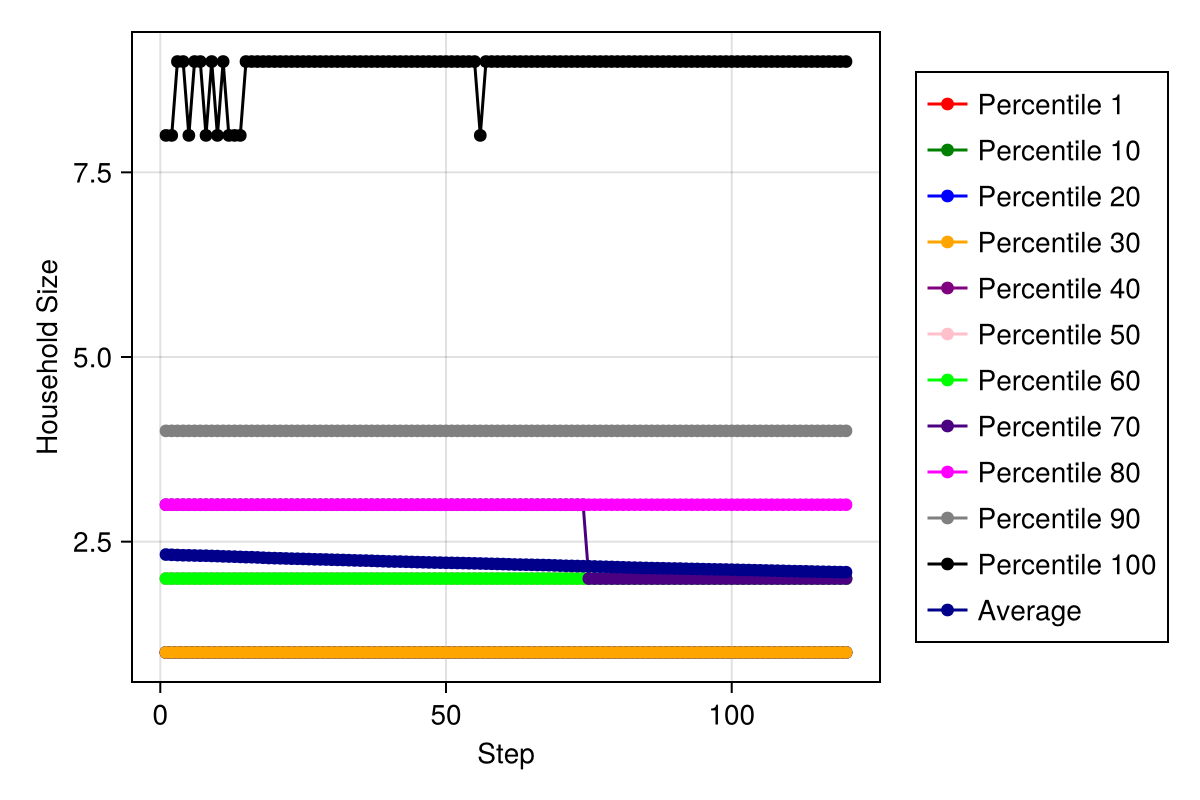 7.5
5.0
2.5
Household Size
0
50
100
Step
Percentile 1
Percentile 10
Percentile 20
Percentile 30
Percentile 40
Percentile 50
Percentile 60
Percentile 70
Percentile 80
Percentile 90
Percentile 100
Average